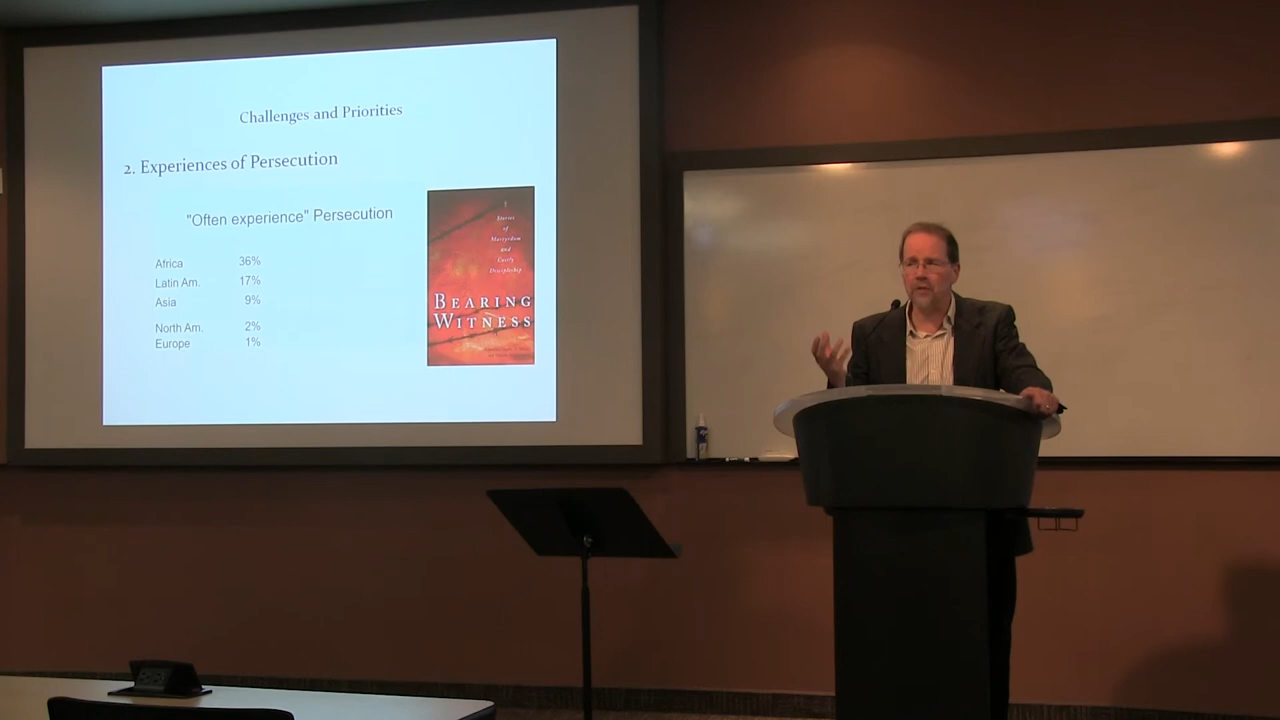 Challenges and Priorities
2. Experiences of Persecution
"Often experience" Persecution
Africa 36%
Latin Am. 17%
Asia 9%
North Am. 2%
Europe 1%
Stories
of
Martyrdom
and
Costly
Discipleship
BEARING
WITNESS